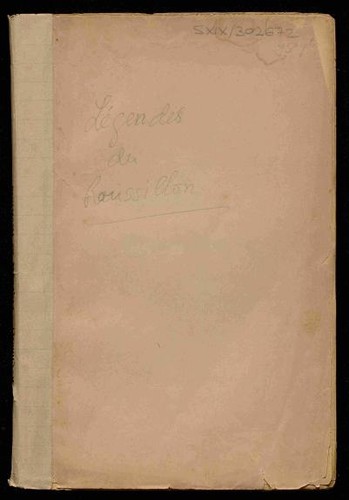 SXIX/302672
Légendes
du
Roussillon